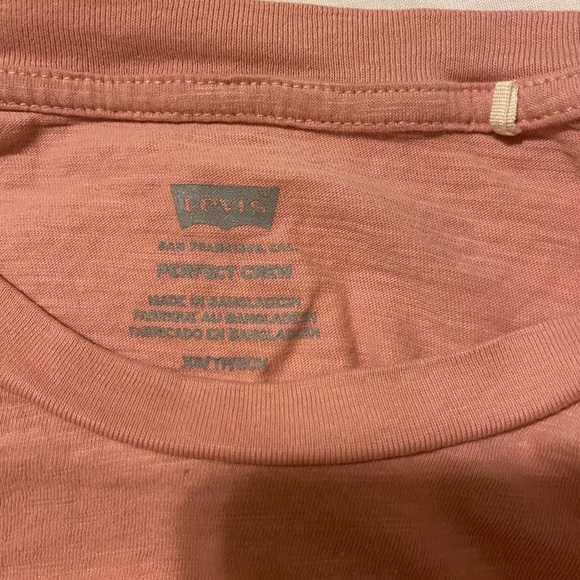 Levi's
SAN FRANCISCO, CAL.
PERFECT CREW
MADE IN BANGLADESH
FABRIQUÉ AU BANGLADESH
FABRICADO EN BANGLADESH